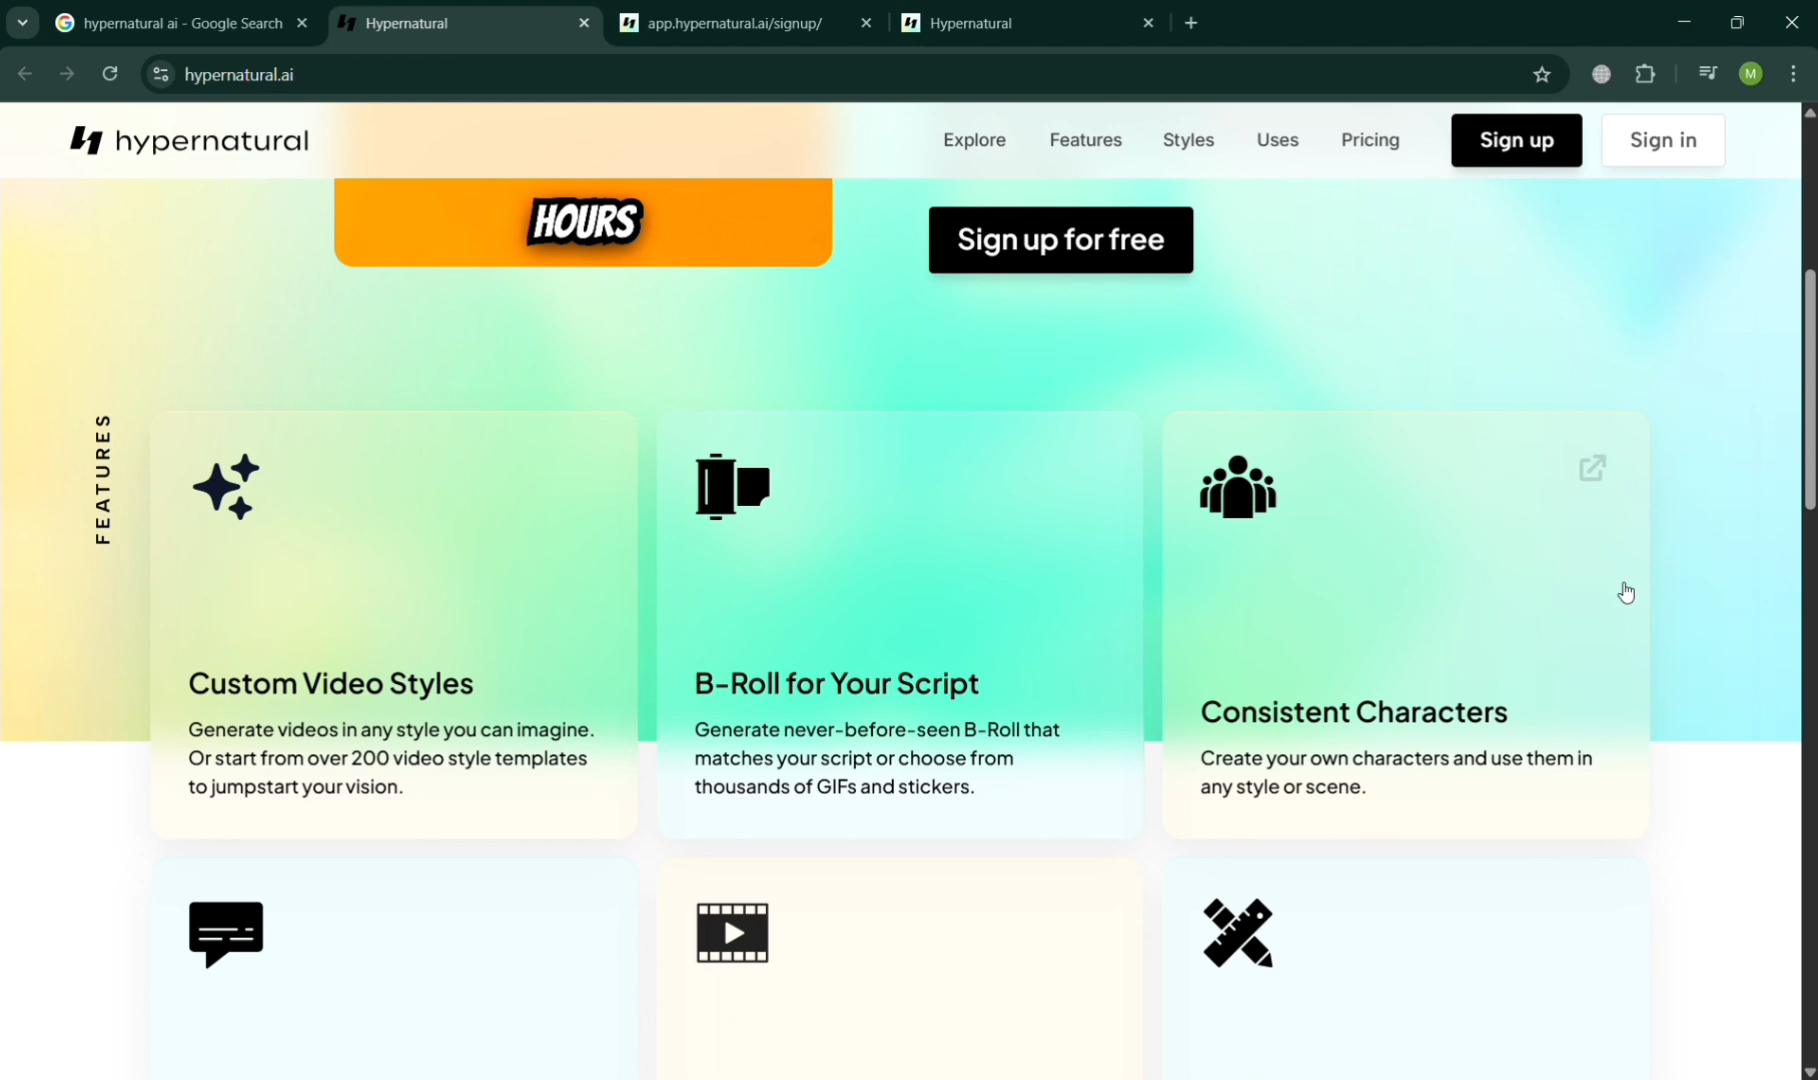 hypernatural ai - Google Search
Hypernatural
app.hypernatural.ai/signup/
Hypernatural
hypernatural.ai
M
hypernatural
Explore
Features
Styles
Uses
Pricing
Sign up
Sign in
HOURS
Sign up for free
FEATURES
Custom Video Styles
Generate videos in any style you can imagine.
Or start from over 200 video style templates
to jumpstart your vision.
B-Roll for Your Script
Generate never-before-seen B-Roll that
matches your script or choose from
thousands of GIFs and stickers.
Consistent Characters
Create your own characters and use them in
any style or scene.